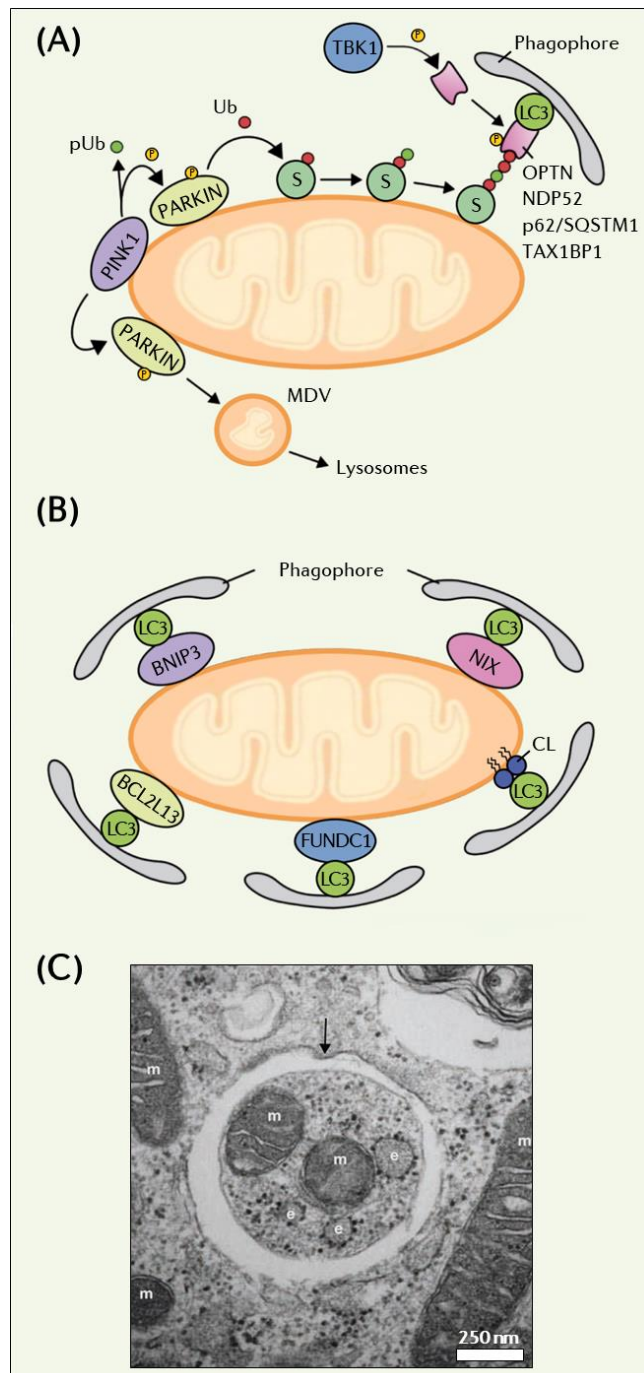 (A)
TBK1
P
Phagophore
LC3
Ub
pUb
P
P
PARKIN
S
S
S
P
OPTN
NDP52
p62/SQSTM1
TAX1BP1
PINK1
PARKIN
P
MDV
Lysosomes
(B)
Phagophore
LC3
BNIP3
LC3
NIX
CL
LC3
BCL2L13
LC3
FUNDC1
LC3
(C)
m
m
m
m
e
e
e
m
250 nm